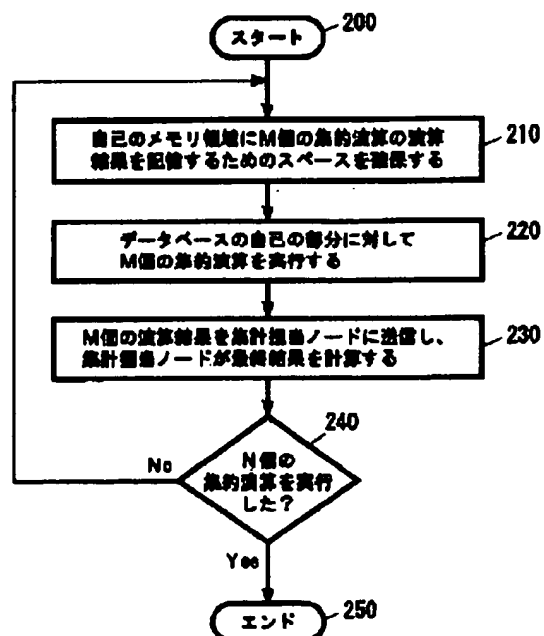 スタート
200
自己のメモリ領域にM個の集約演算の演算
結果を記憶するためのスペースを確保する
210
データベースの自己の部分に対して
M個の集約演算を実行する
220
M個の演算結果を集計担当ノードに送信し、
集計担当ノードが最終結果を計算する
230
240
N個の
集約演算を実行
した？
No
Yes
エンド
250